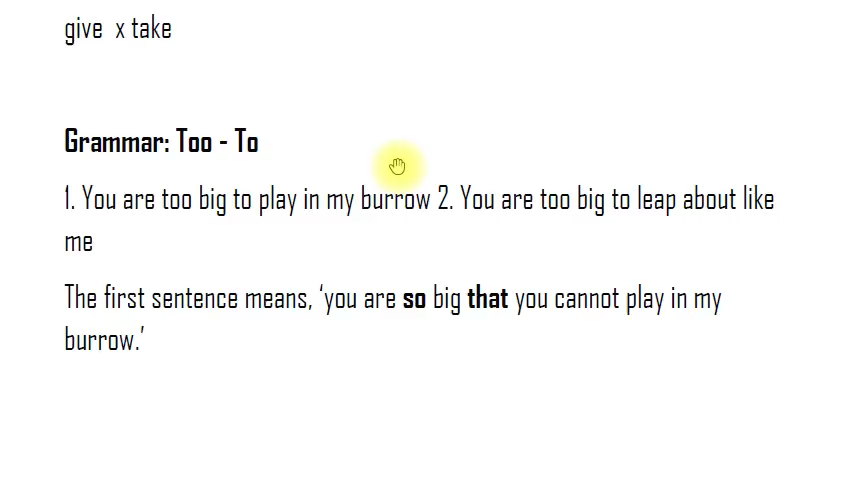 give  x take
Grammar: Too - To
1. You are too big to play in my burrow 2. You are too big to leap about like
me
The first sentence means, ‘you are so big that you cannot play in my
burrow.’